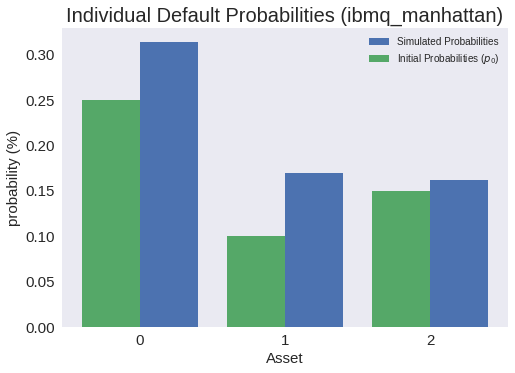 Individual Default Probabilities (ibmq_manhattan)
Simulated Probabilities
Initial Probabilities (p₀)
probability (%)
0.30
0.25
0.20
0.15
0.10
0.05
0.00
0 1 2
Asset